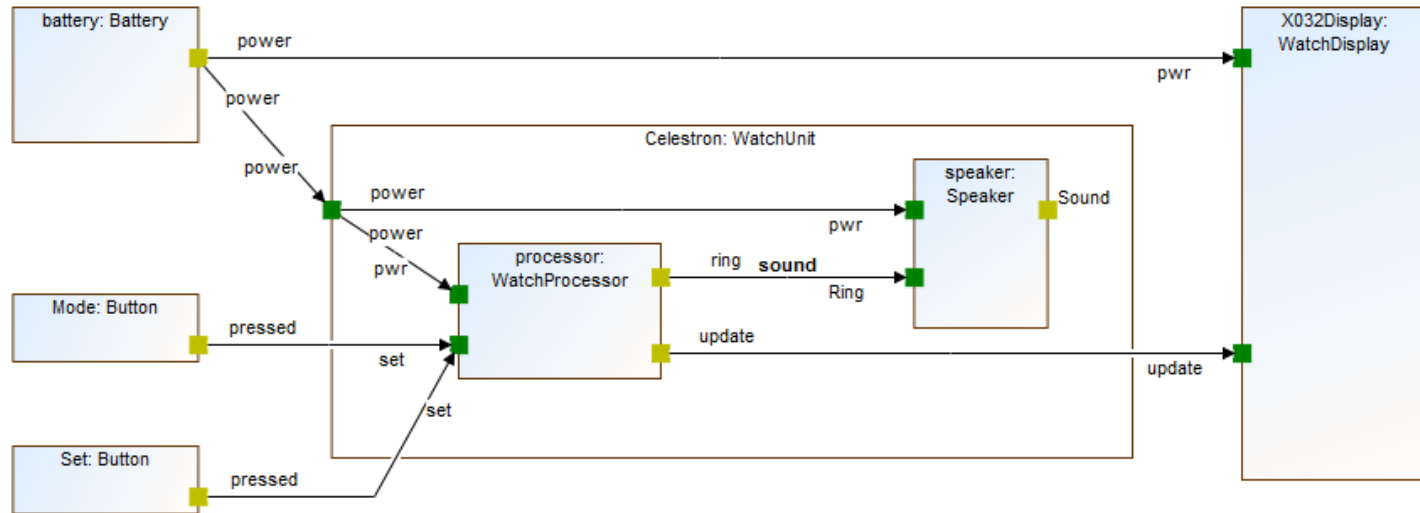 battery: Battery
X032Display:
WatchDisplay
power
pwr
power
power
Celestron: WatchUnit
speaker:
Speaker
Sound
power
pwr
power
pwr
processor:
WatchProcessor
ring
sound
Ring
Mode: Button
pressed
set
update
update
set
Set: Button
pressed